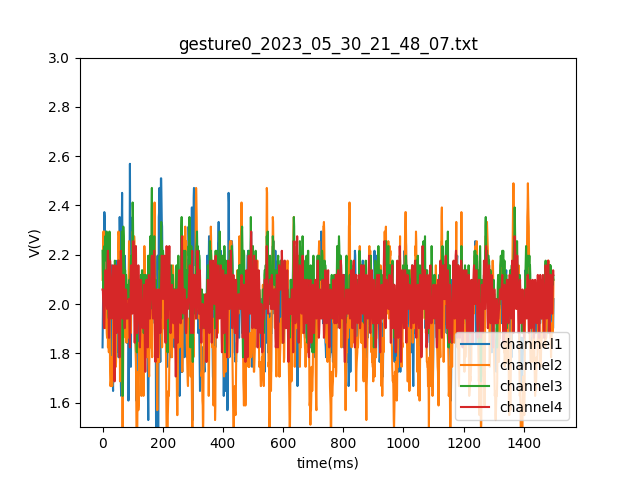 gesture0_2023_05_30_21_48_07.txt
3.0
2.8
2.6
2.4
2.2
2.0
1.8
1.6
V(V)
channel1
channel2
channel3
channel4
0 200 400 600 800 1000 1200 1400
time(ms)